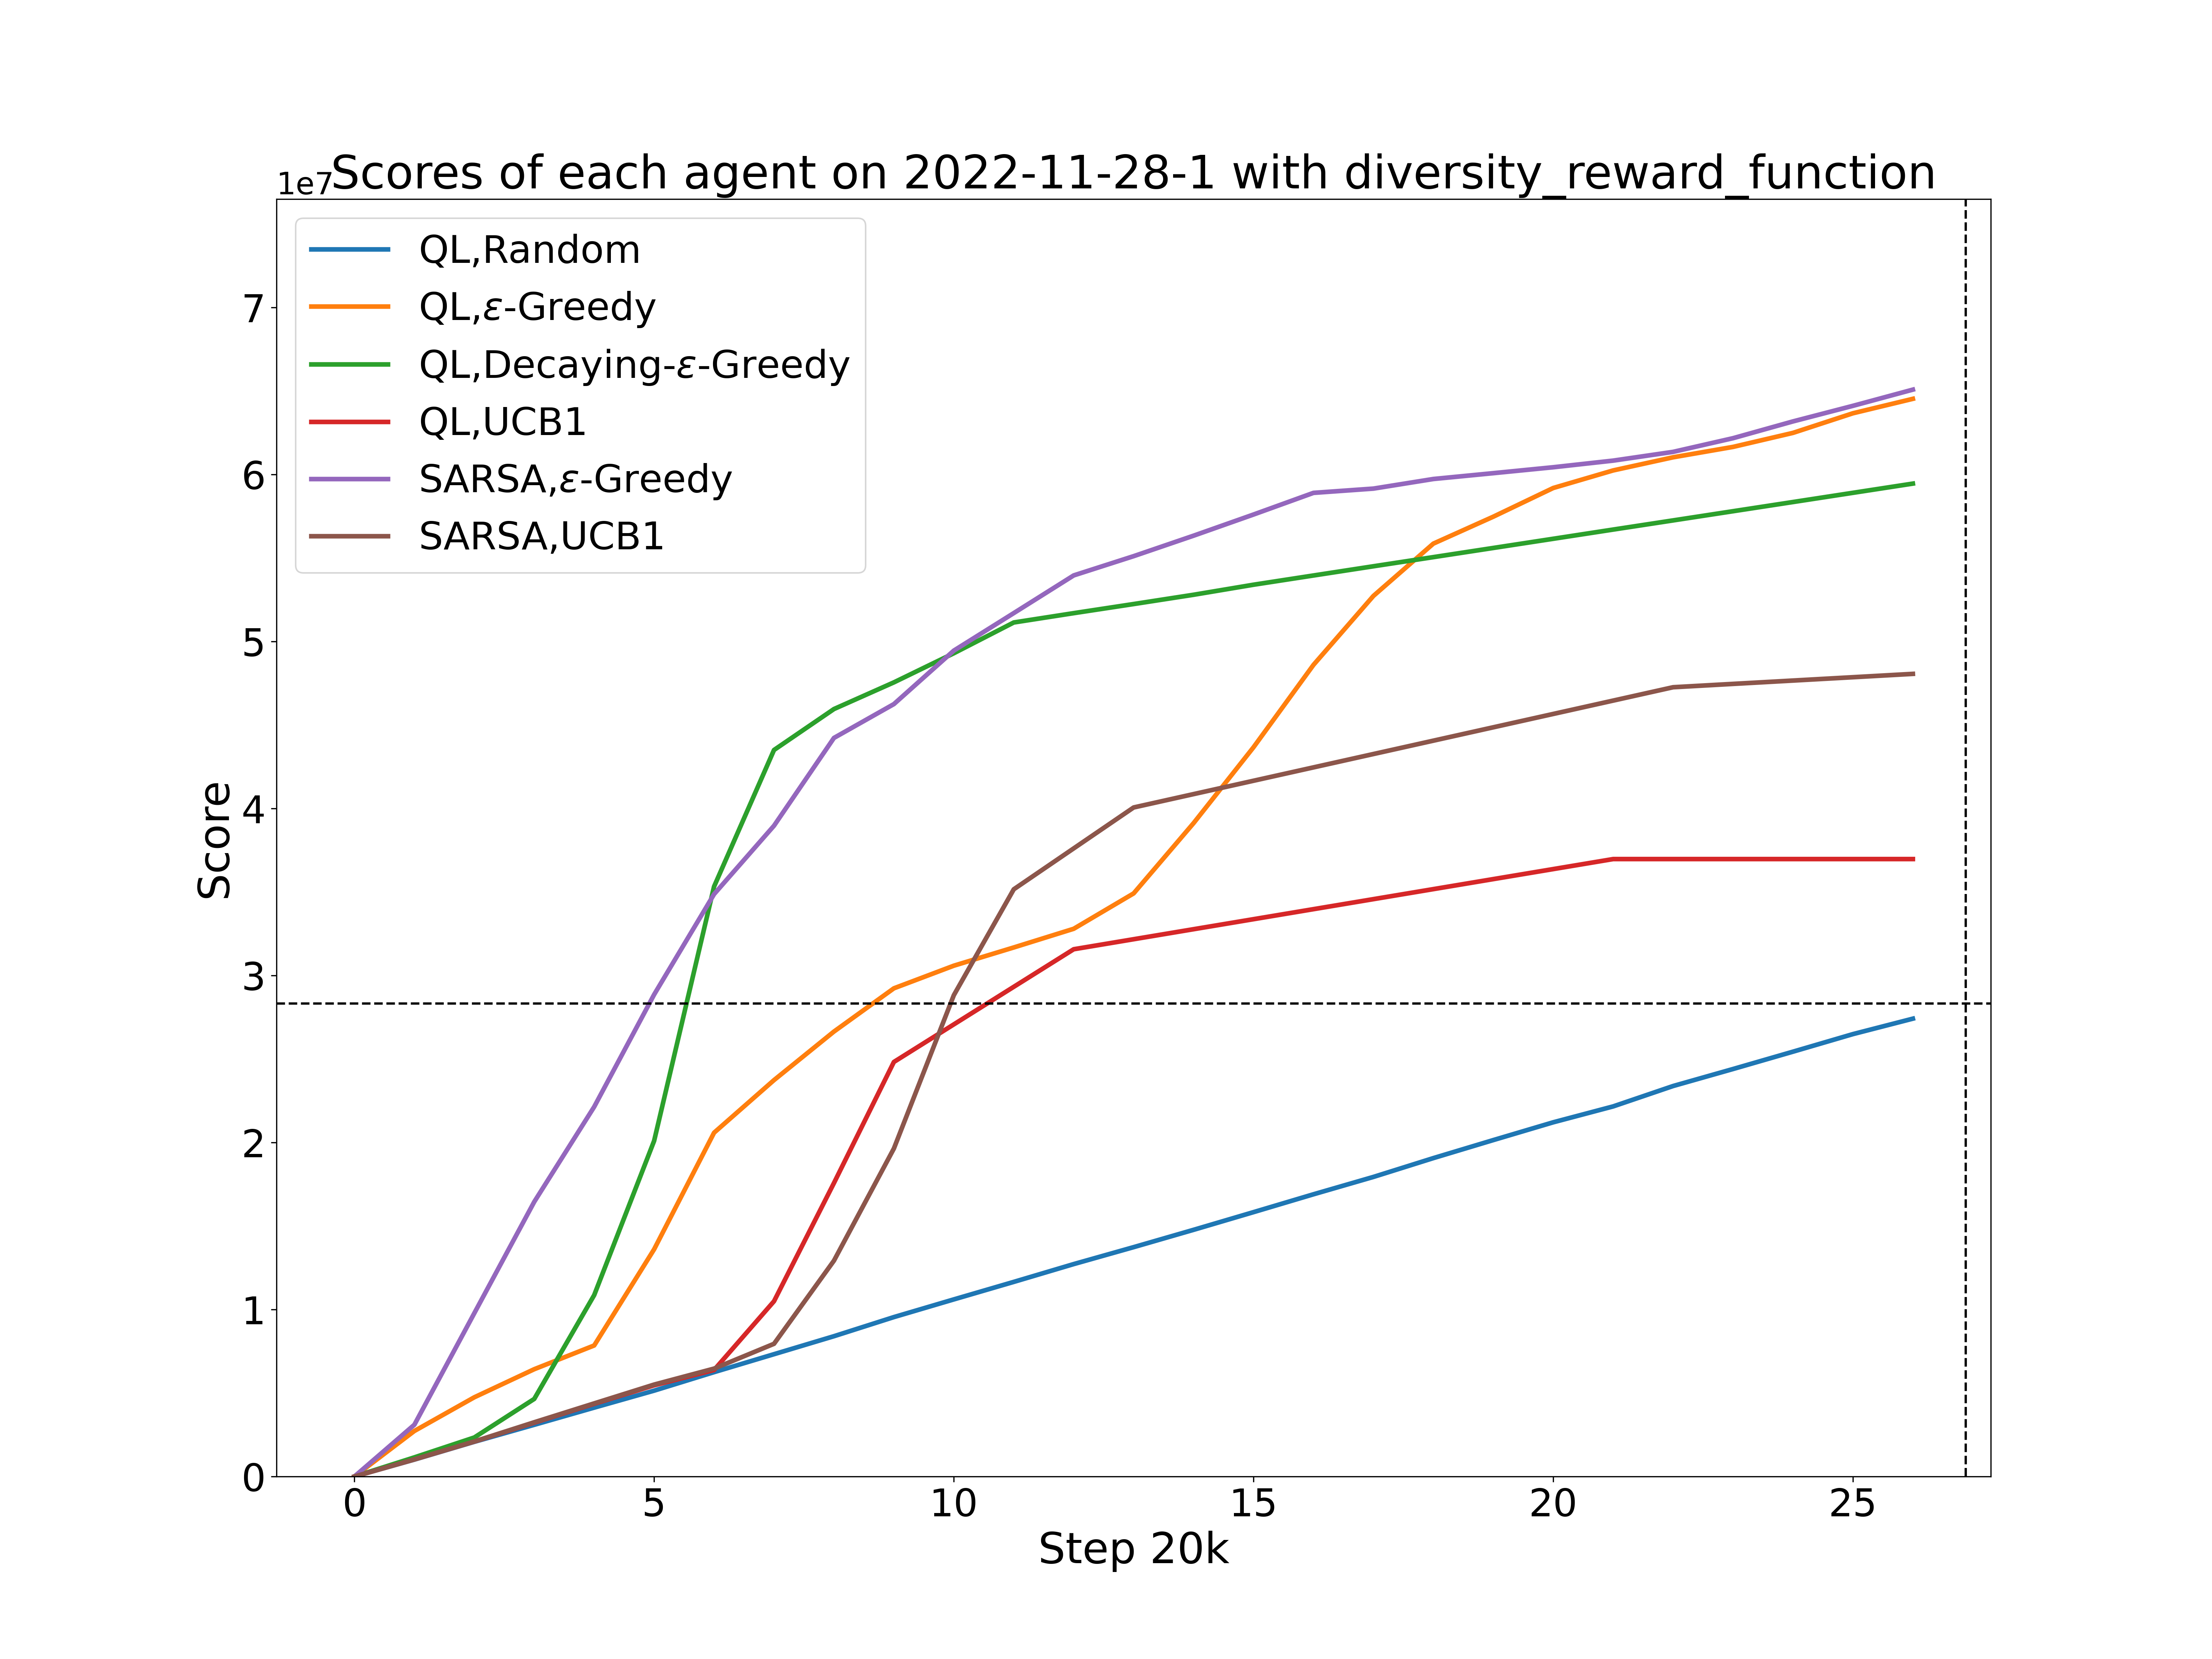 Scores of each agent on 2022-11-28-1 with diversity_reward_function
1e7
QL,Random
QL,ε-Greedy
QL,Decaying-ε-Greedy
QL,UCB1
SARSA,ε-Greedy
SARSA,UCB1
7
6
5
4
3
2
1
0
Score
0 5 10 15 20 25
Step 20k